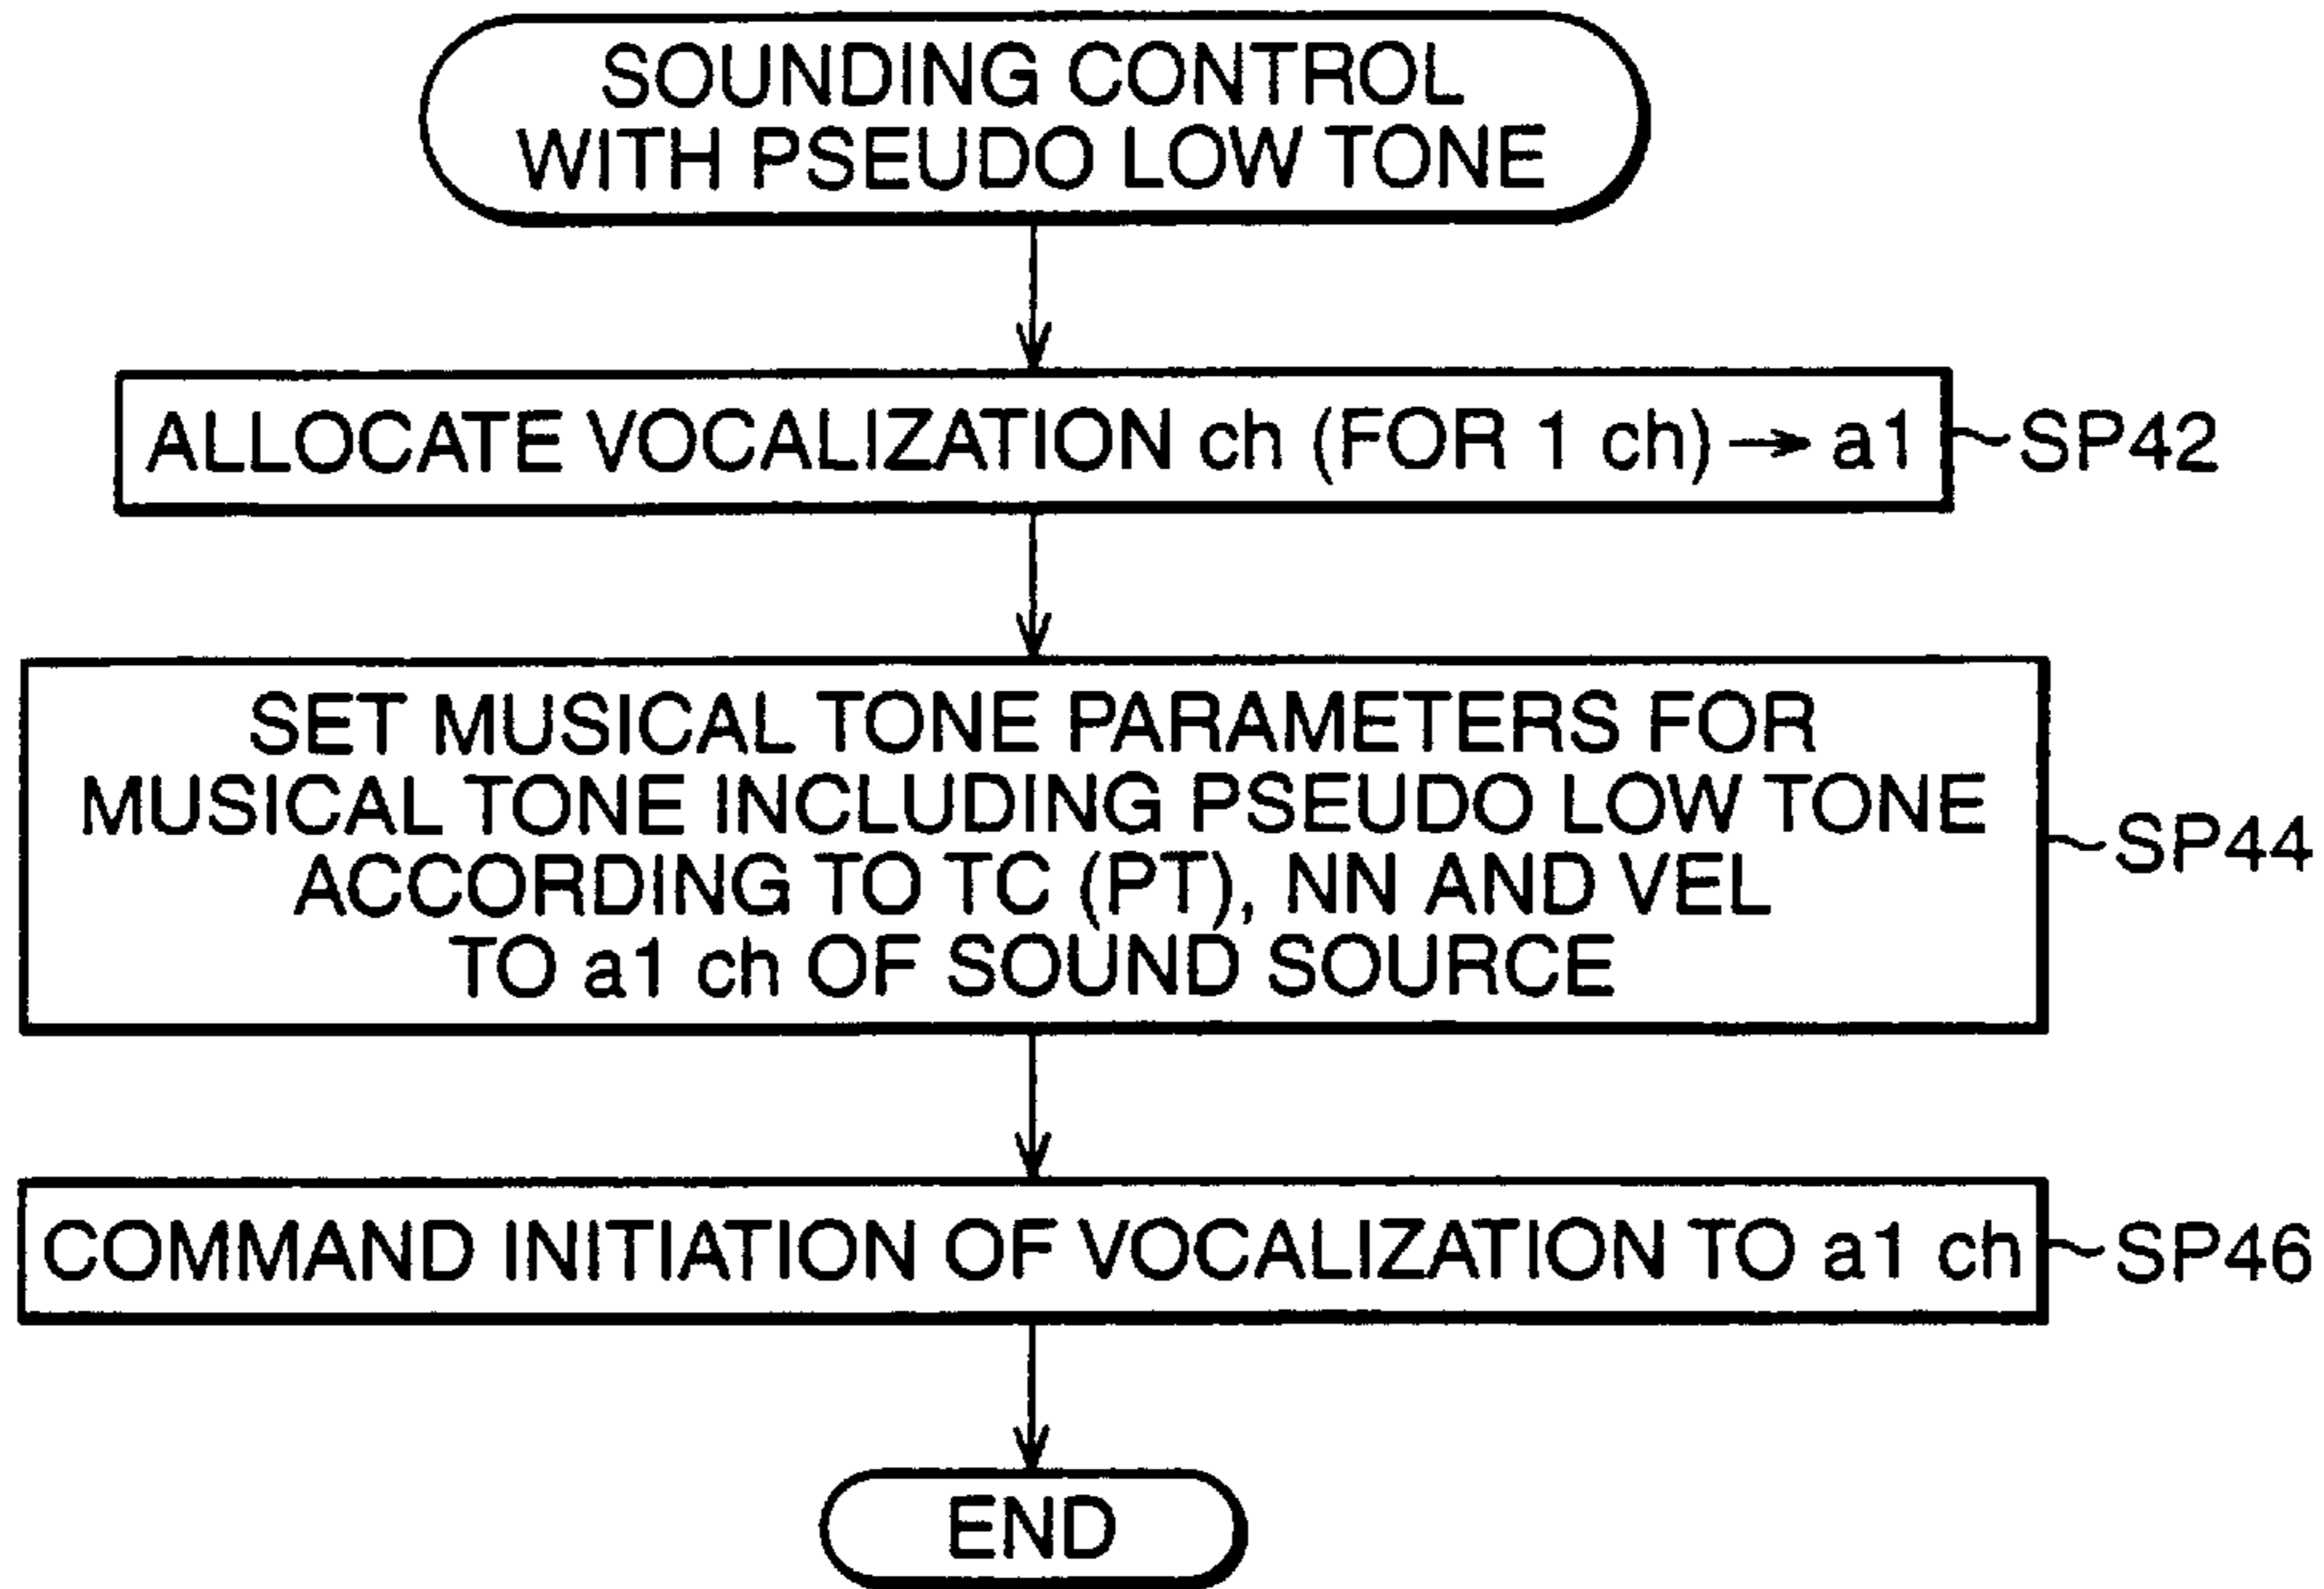 SOUNDING CONTROL
WITH PSEUDO LOW TONE
ALLOCATE VOCALIZATION ch (FOR 1 ch) → a1
SP42
SET MUSICAL TONE PARAMETERS FOR
MUSICAL TONE INCLUDING PSEUDO LOW TONE
ACCORDING TO TC (PT), NN AND VEL
TO a1 ch OF SOUND SOURCE
SP44
COMMAND INITIATION OF VOCALIZATION TO a1 ch
SP46
END